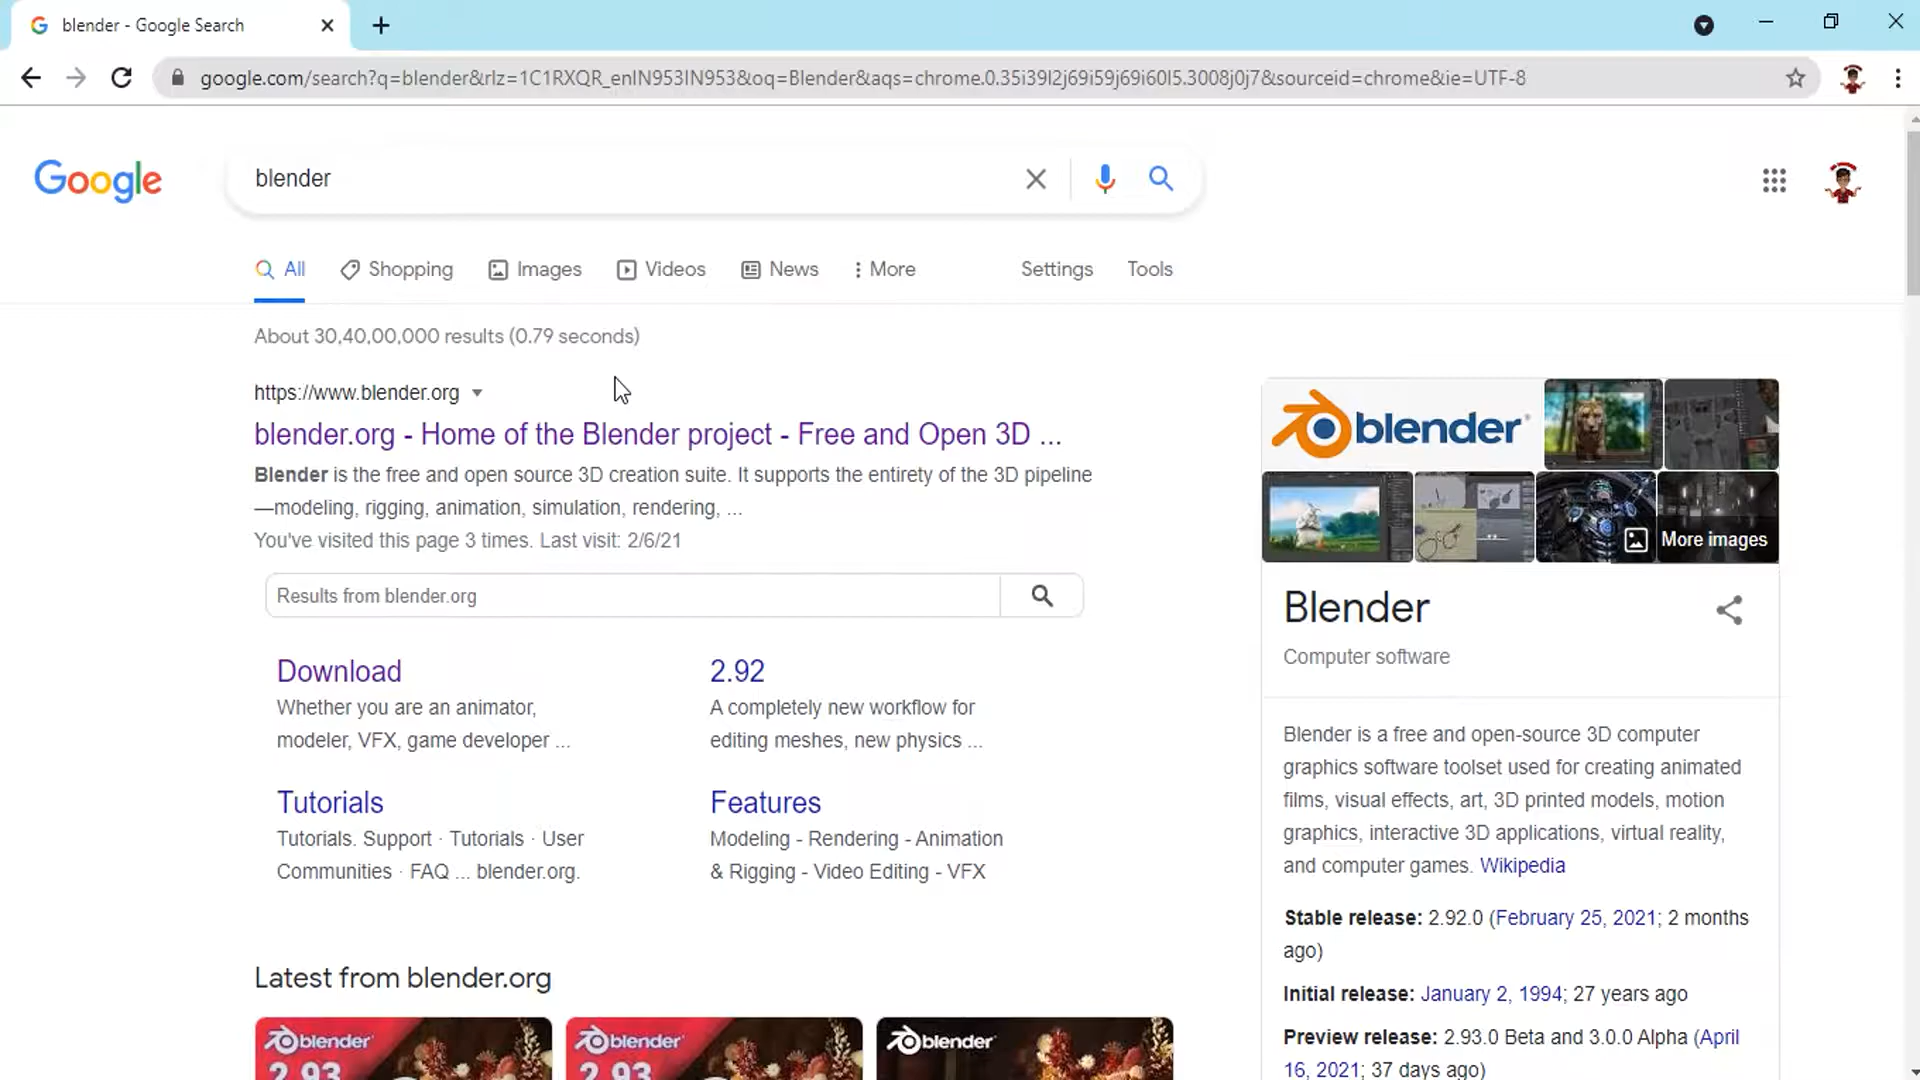 blender - Google Search
google.com/search?q=blender&rlz=1C1RXQR_enIN953IN953&oq=Blender&aqs=chrome.0.35i39l2j69i59j69i60l5.3008j0j7&sourceid=chrome&ie=UTF-8
Google
blender
All
Shopping
Images
Videos
News
More
Settings
Tools
About 30,40,00,000 results (0.79 seconds)
https://www.blender.org
blender.org - Home of the Blender project - Free and Open 3D ...
Blender is the free and open source 3D creation suite. It supports the entirety of the 3D pipeline
—modeling, rigging, animation, simulation, rendering, ...
You've visited this page 3 times. Last visit: 2/6/21
Results from blender.org
Download
Whether you are an animator,
modeler, VFX, game developer ...
2.92
A completely new workflow for
editing meshes, new physics ...
Tutorials
Tutorials. Support · Tutorials · User
Communities · FAQ ... blender.org.
Features
Modeling - Rendering - Animation
& Rigging - Video Editing - VFX
Latest from blender.org
blender
2.93
blender
2.93
blender
blender
More images
Blender
Computer software
Blender is a free and open-source 3D computer
graphics software toolset used for creating animated
films, visual effects, art, 3D printed models, motion
graphics, interactive 3D applications, virtual reality,
and computer games. Wikipedia
Stable release: 2.92.0 (February 25, 2021; 2 months
ago)
Initial release: January 2, 1994; 27 years ago
Preview release: 2.93.0 Beta and 3.0.0 Alpha (April
16, 2021; 37 days ago)